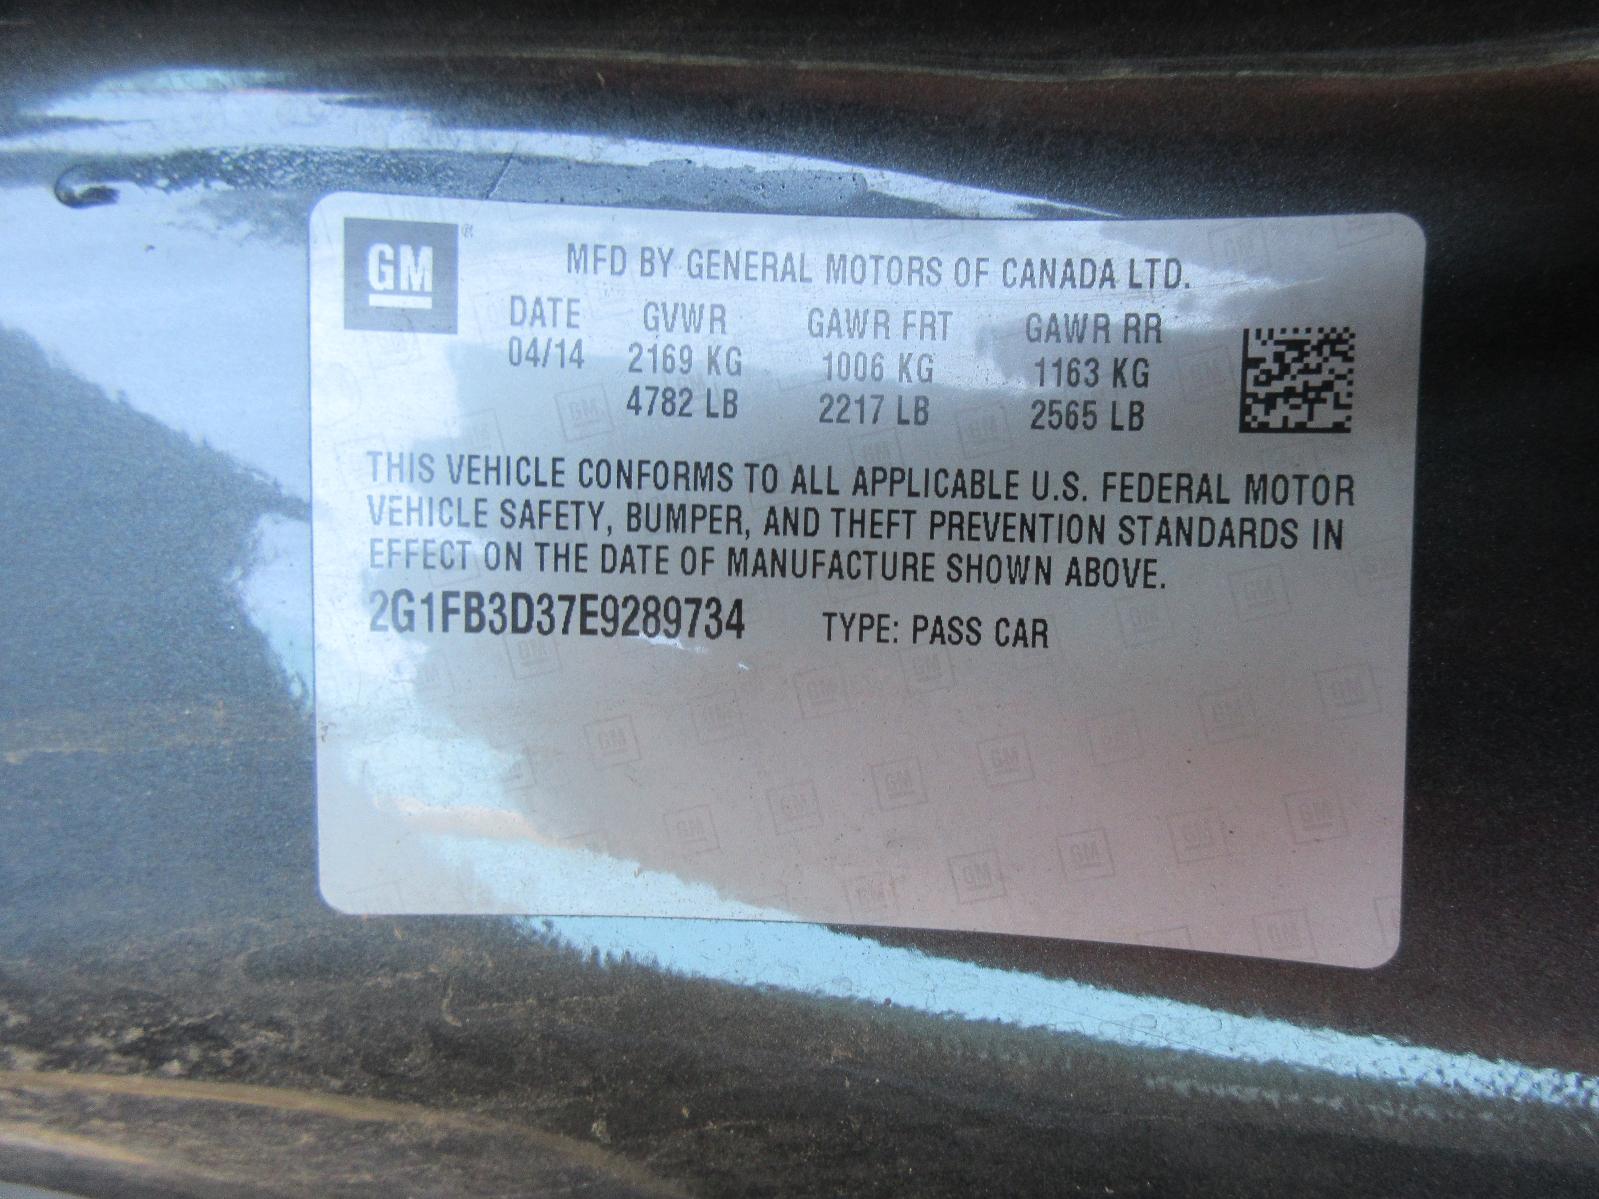 GM®
MFD BY GENERAL MOTORS OF CANADA LTD.
DATE GVWR GAWR FRT GAWR RR
04/14 2169 KG 1006 KG 1163 KG
4782 LB 2217 LB 2565 LB
THIS VEHICLE CONFORMS TO ALL APPLICABLE U.S. FEDERAL MOTOR
VEHICLE SAFETY, BUMPER, AND THEFT PREVENTION STANDARDS IN
EFFECT ON THE DATE OF MANUFACTURE SHOWN ABOVE.
2G1FB3D37E9289734 TYPE: PASS CAR